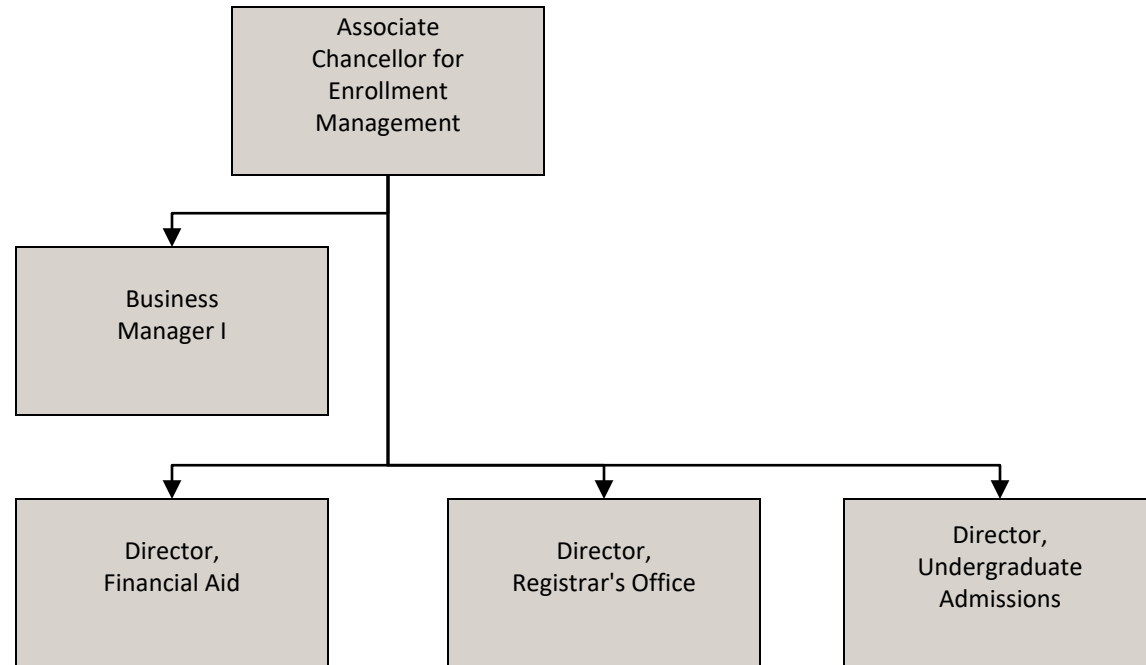 Associate
Chancellor for
Enrollment
Management
Business
Manager I
Director,
Financial Aid
Director,
Registrar's Office
Director,
Undergraduate
Admissions